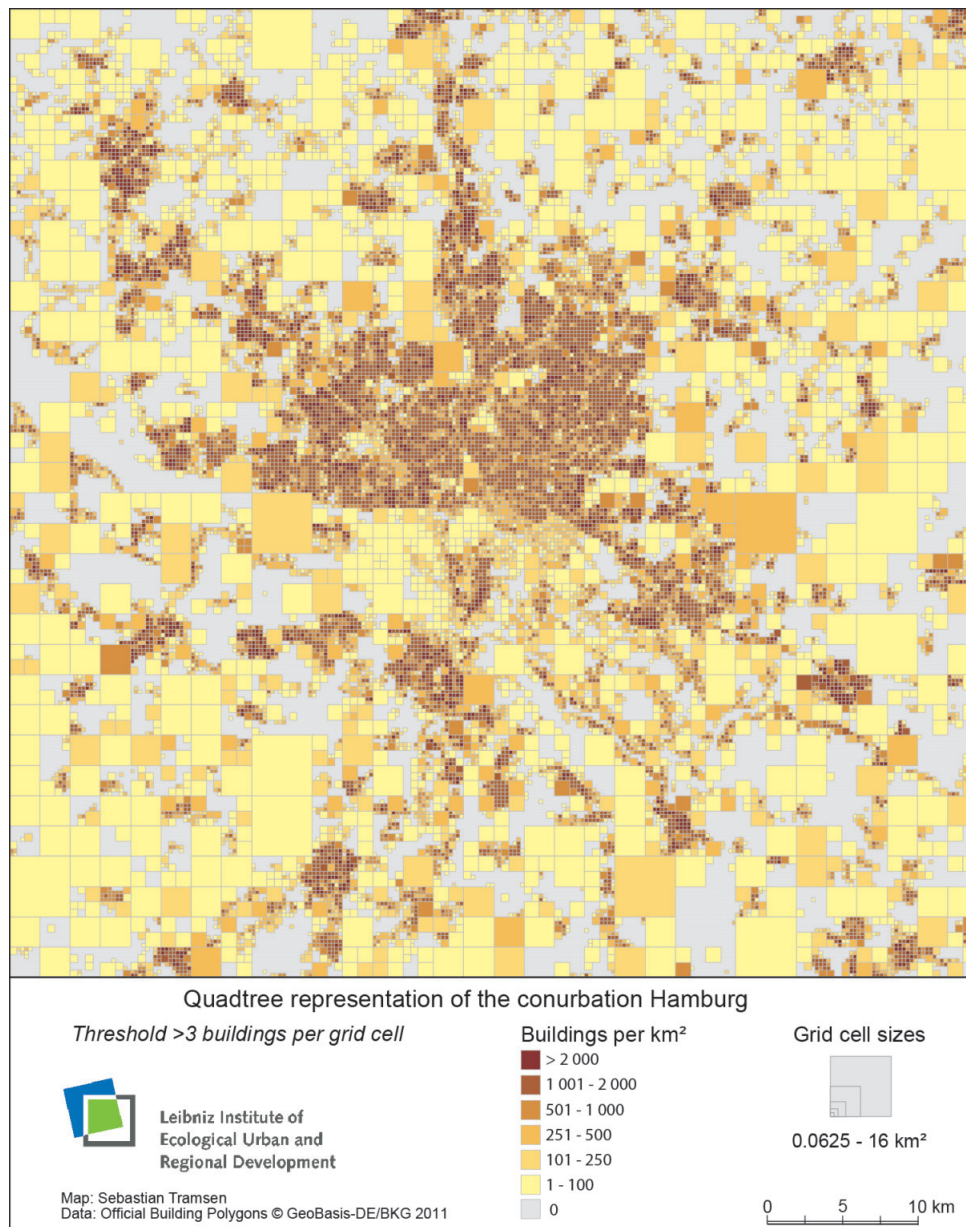 Quadtree representation of the conurbation Hamburg
Threshold >3 buildings per grid cell
Leibniz Institute of
Ecological Urban and
Regional Development
Map: Sebastian Tramsen
Data: Official Building Polygons © GeoBasis-DE/BKG 2011
Buildings per km²
> 2 000
1 001 - 2 000
501 - 1 000
251 - 500
101 - 250
1 - 100
0
Grid cell sizes
0.0625 - 16 km²
0 5 10 km